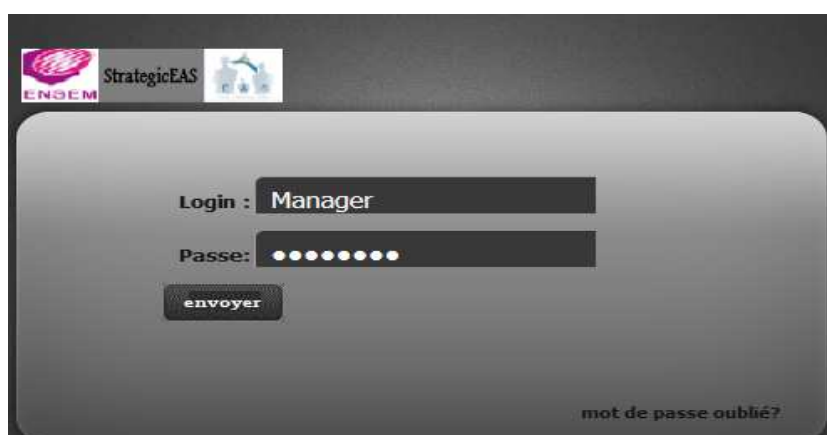 ENSEM
StrategicEAS
E A S
Login : Manager
Passe: ●●●●●●●●
envoyer
mot de passe oublié?